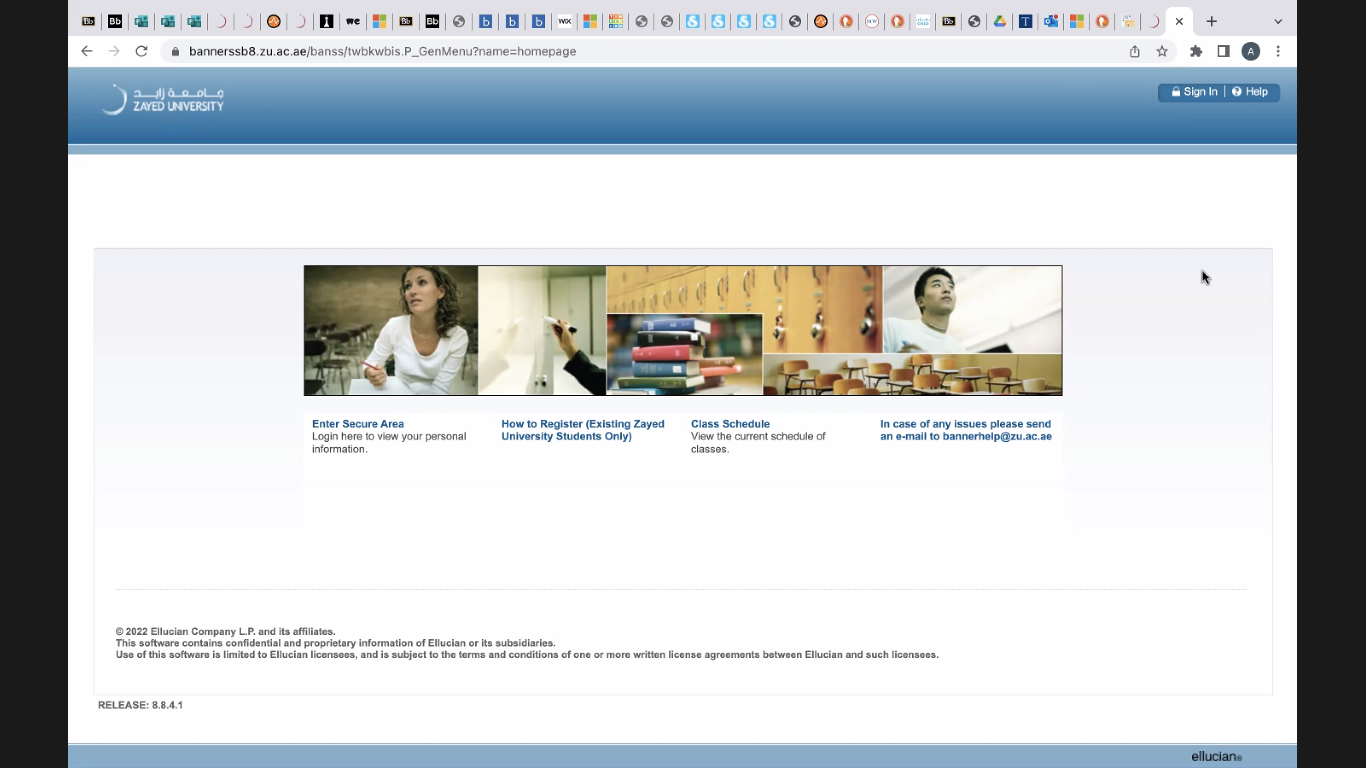 bannerssb8.zu.ac.ae/banss/twbkwbis.P_GenMenu?name=homepage
A
جامعة زايد
ZAYED UNIVERSITY
Sign In | Help
Enter Secure Area
Login here to view your personal
information.
How to Register (Existing Zayed
University Students Only)
Class Schedule
View the current schedule of
classes.
In case of any issues please send
an e-mail to bannerhelp@zu.ac.ae
© 2022 Ellucian Company L.P. and its affiliates.
This software contains confidential and proprietary information of Ellucian or its subsidiaries.
Use of this software is limited to Ellucian licensees, and is subject to the terms and conditions of one or more written license agreements between Ellucian and such licensees.
RELEASE: 8.8.4.1
ellucian®